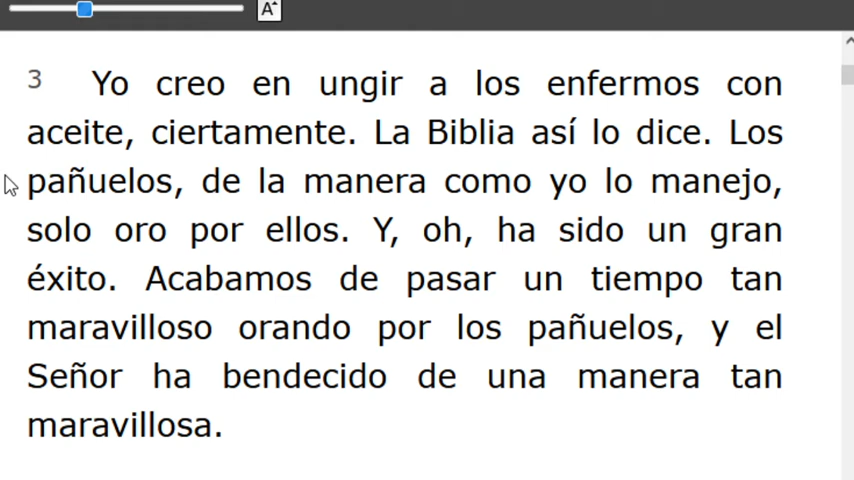 A
3 Yo creo en ungir a los enfermos con
aceite, ciertamente. La Biblia así lo dice. Los
pañuelos, de la manera como yo lo manejo,
solo oro por ellos. Y, oh, ha sido un gran
éxito. Acabamos de pasar un tiempo tan
maravilloso orando por los pañuelos, y el
Señor ha bendecido de una manera tan
maravillosa.